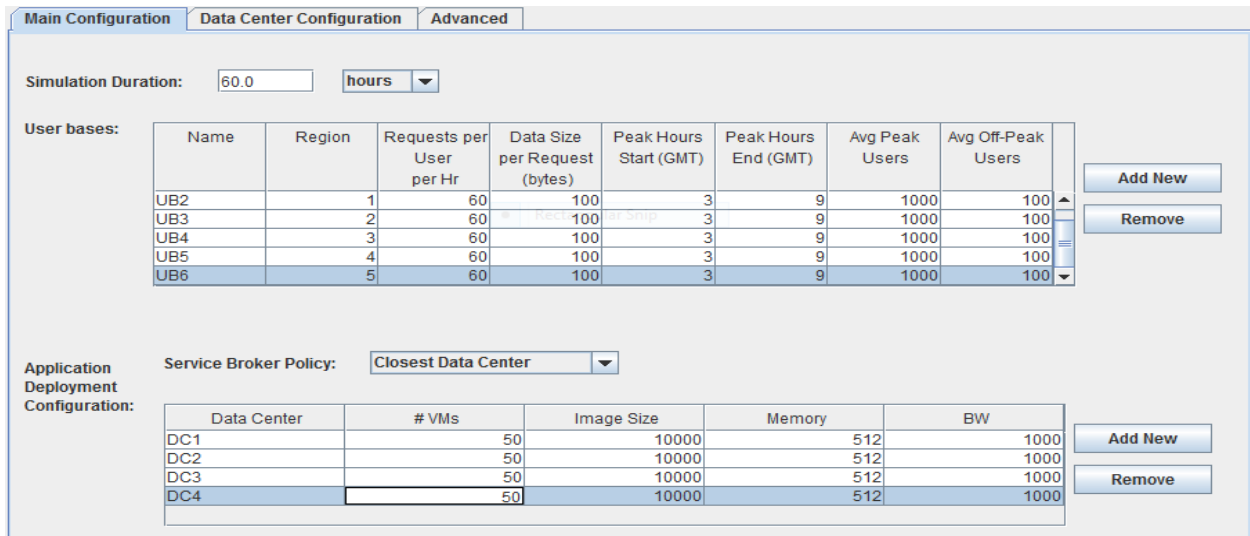 Main Configuration Data Center Configuration Advanced
Simulation Duration: 60.0 hours
User bases:
Name Region Requests per User per Hr Data Size per Request (bytes) Peak Hours Start (GMT) Peak Hours End (GMT) Avg Peak Users Avg Off-Peak Users
UB2 1 60 100 3 9 1000 100
UB3 2 60 100 3 9 1000 100
UB4 3 60 100 3 9 1000 100
UB5 4 60 100 3 9 1000 100
UB6 5 60 100 3 9 1000 100
Add New
Remove
Application Deployment Configuration:
Service Broker Policy: Closest Data Center
Data Center # VMs Image Size Memory BW
DC1 50 10000 512 1000
DC2 50 10000 512 1000
DC3 50 10000 512 1000
DC4 50 10000 512 1000
Add New
Remove